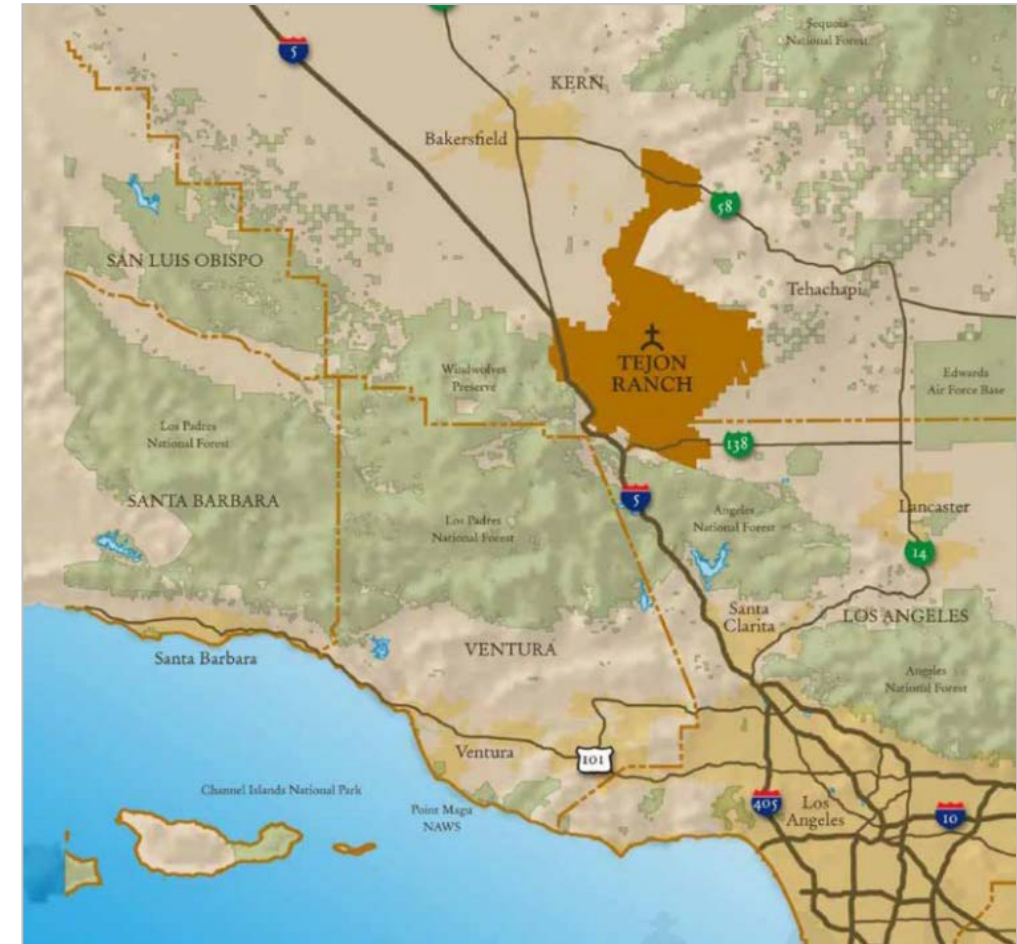 Sequoia
National Forest
5
KERN
Bakersfield
58
SAN LUIS OBISPO
Tehachapi
TEJON
RANCH
Windwolves
Preserve
Edwards
Air Force Base
Los Padres
National Forest
138
SANTA BARBARA
5
Lancaster
Angeles
National Forest
Los Padres
National Forest
14
Santa
Clarita
LOS ANGELES
Santa Barbara
VENTURA
Angeles
National Forest
Ventura
101
Channel Islands National Park
Point Magu
NAWS
405
Los
Angeles
10